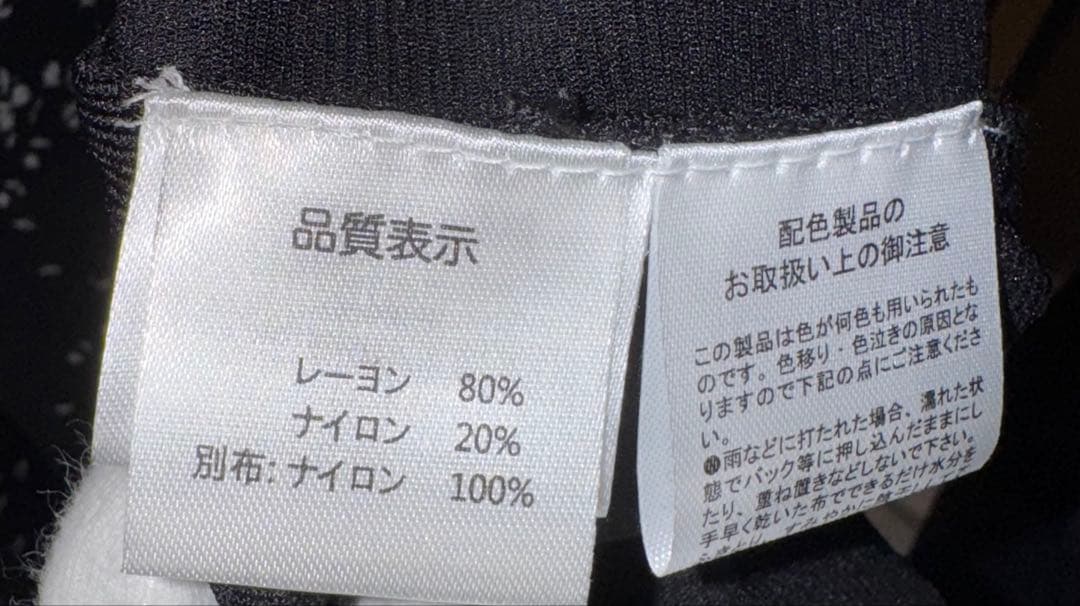 品質表示
レーヨン 80%
ナイロン 20%
別布:ナイロン 100%
配色製品の
お取扱い上の御注意
この製品は色が何色も用いられたも
のです。色移り・色泣きの原因とな
りますので下記の点にご注意くださ
い。
雨などに打たれた場合、濡れた状
態でバック等に押し込んだままにし
たり、重ね置きなどしないで下さい。
手早く乾いた布でできるだけ水分を